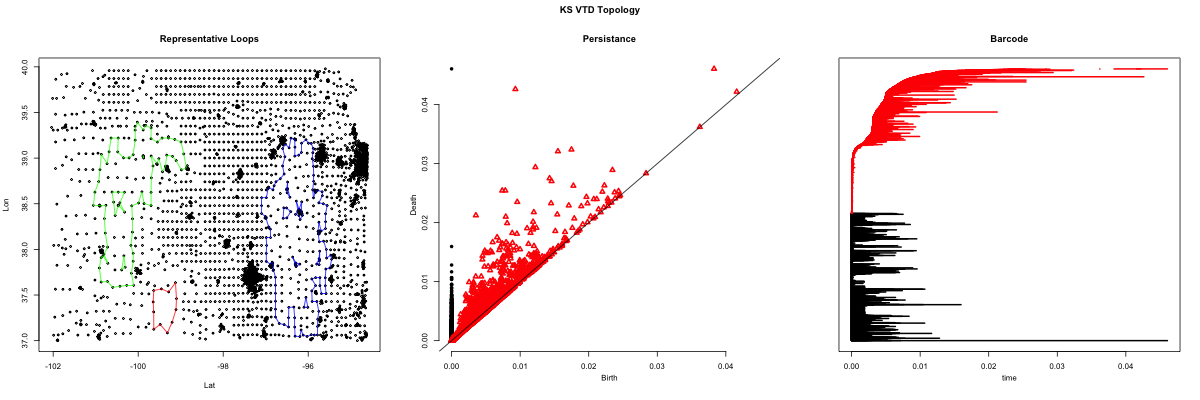 KS VTD Topology
Representative Loops
40.0
39.5
39.0
38.5
38.0
37.5
37.0
Lon
-102
-100
-98
-96
Lat
Persistance
0.04
0.03
0.02
0.01
0.00
Death
0.00
0.01
0.02
0.03
0.04
Birth
Barcode
0.00
0.01
0.02
0.03
0.04
time